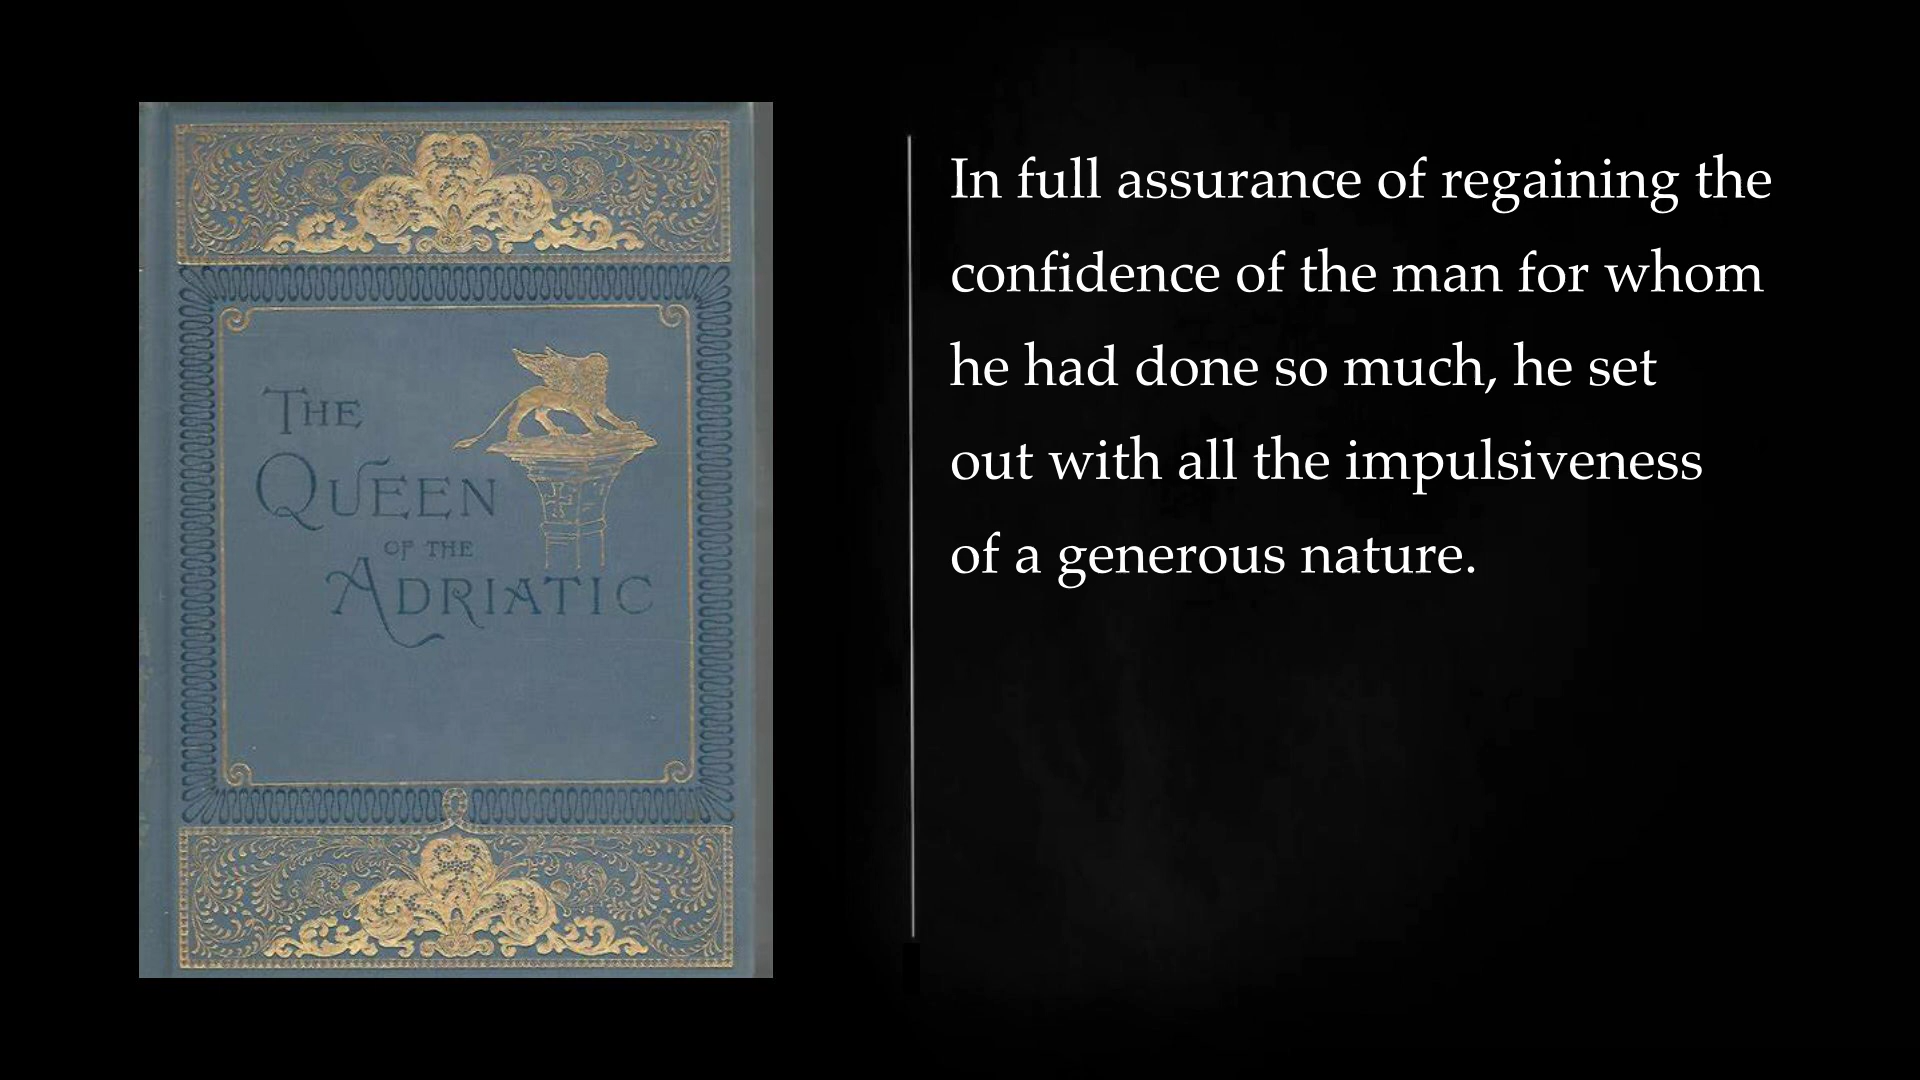 The
Queen
of the
Adriatic
In full assurance of regaining the
confidence of the man for whom
he had done so much, he set
out with all the impulsiveness
of a generous nature.